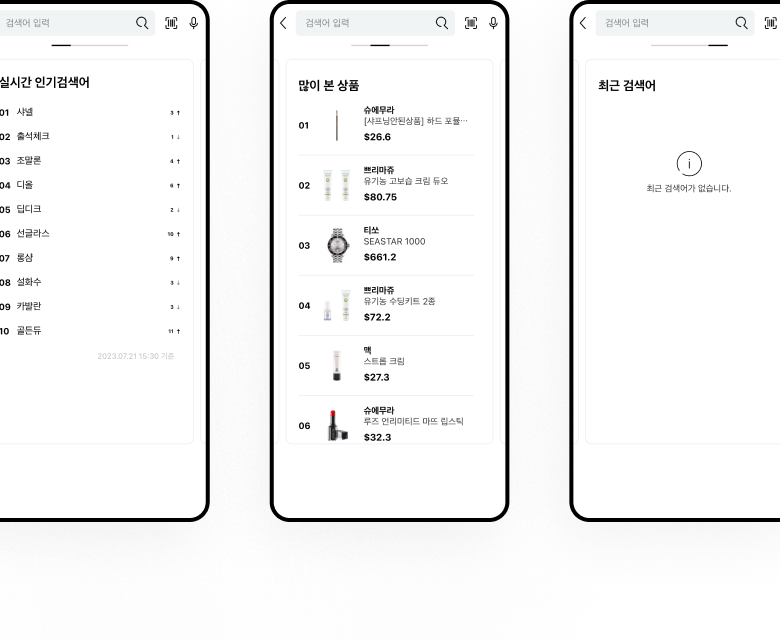 검색어 입력
실시간 인기검색어
01 샤넬 3 ↑
02 출석체크 1 ↓
03 조말론 4 ↑
04 디올 6 ↑
05 딥디크 2 ↓
06 선글라스 10 ↑
07 롱샴 9 ↑
08 설화수 3 ↓
09 카발란 3 ↓
10 골든듀 11 ↑
2023.07.21 15:30 기준
검색어 입력
많이 본 상품
01
슈에무라
[샤프닝안된상품] 하드 포뮬…
$26.6
02
쁘리마쥬
유기농 고보습 크림 듀오
$80.75
03
티쏘
SEASTAR 1000
$661.2
04
쁘리마쥬
유기농 수딩키트 2종
$72.2
05
맥
스트롭 크림
$27.3
06
슈에무라
루즈 언리미티드 마뜨 립스틱
$32.3
검색어 입력
최근 검색어
최근 검색어가 없습니다.